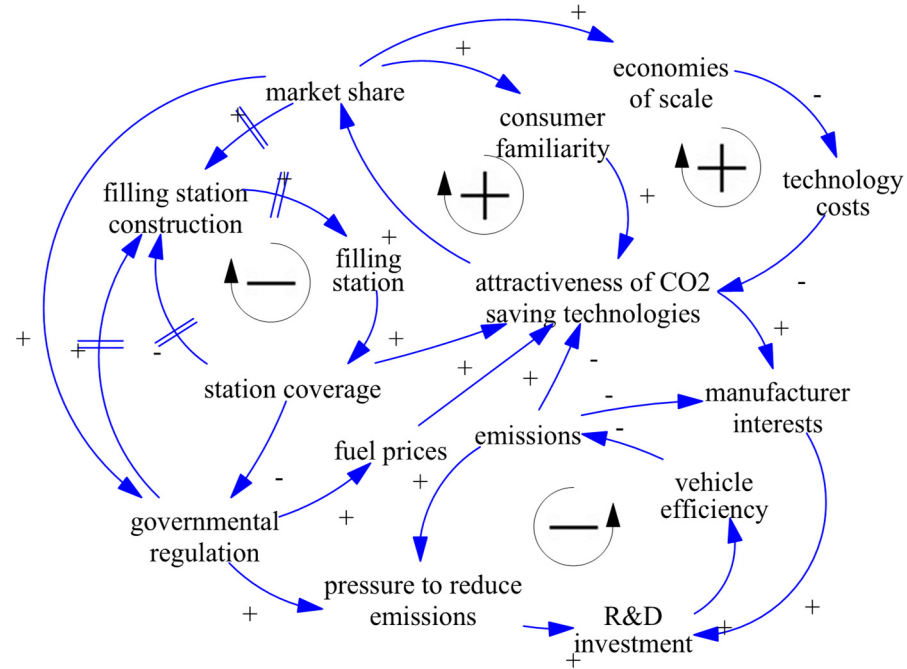 market share
economies
of scale
consumer
familiarity
filling station
construction
technology
costs
filling
station
attractiveness of CO2
saving technologies
station coverage
manufacturer
interests
fuel prices
emissions
vehicle
efficiency
governmental
regulation
pressure to reduce
emissions
R&D
investment